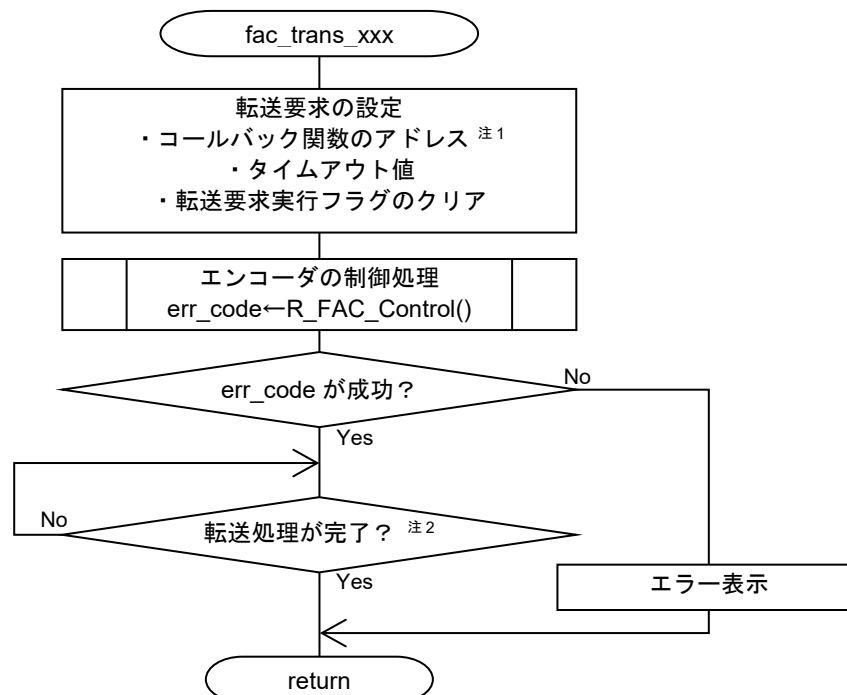 fac_trans_xxx
転送要求の設定
・コールバック関数のアドレス 注1
・タイムアウト値
・転送要求実行フラグのクリア
エンコーダの制御処理
err_code←R_FAC_Control()
err_code が成功？
No
Yes
No
転送処理が完了？ 注2
Yes
エラー表示
return